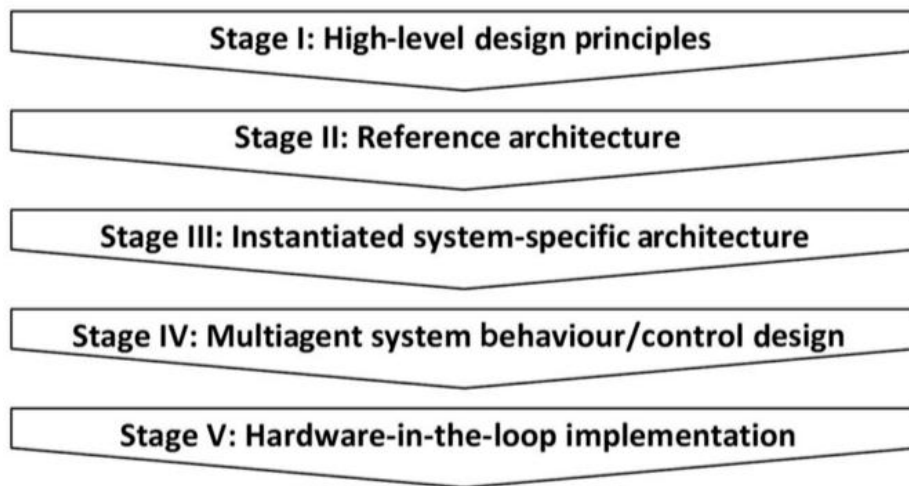 Stage I: High-level design principles
Stage II: Reference architecture
Stage III: Instantiated system-specific architecture
Stage IV: Multiagent system behaviour/control design
Stage V: Hardware-in-the-loop implementation